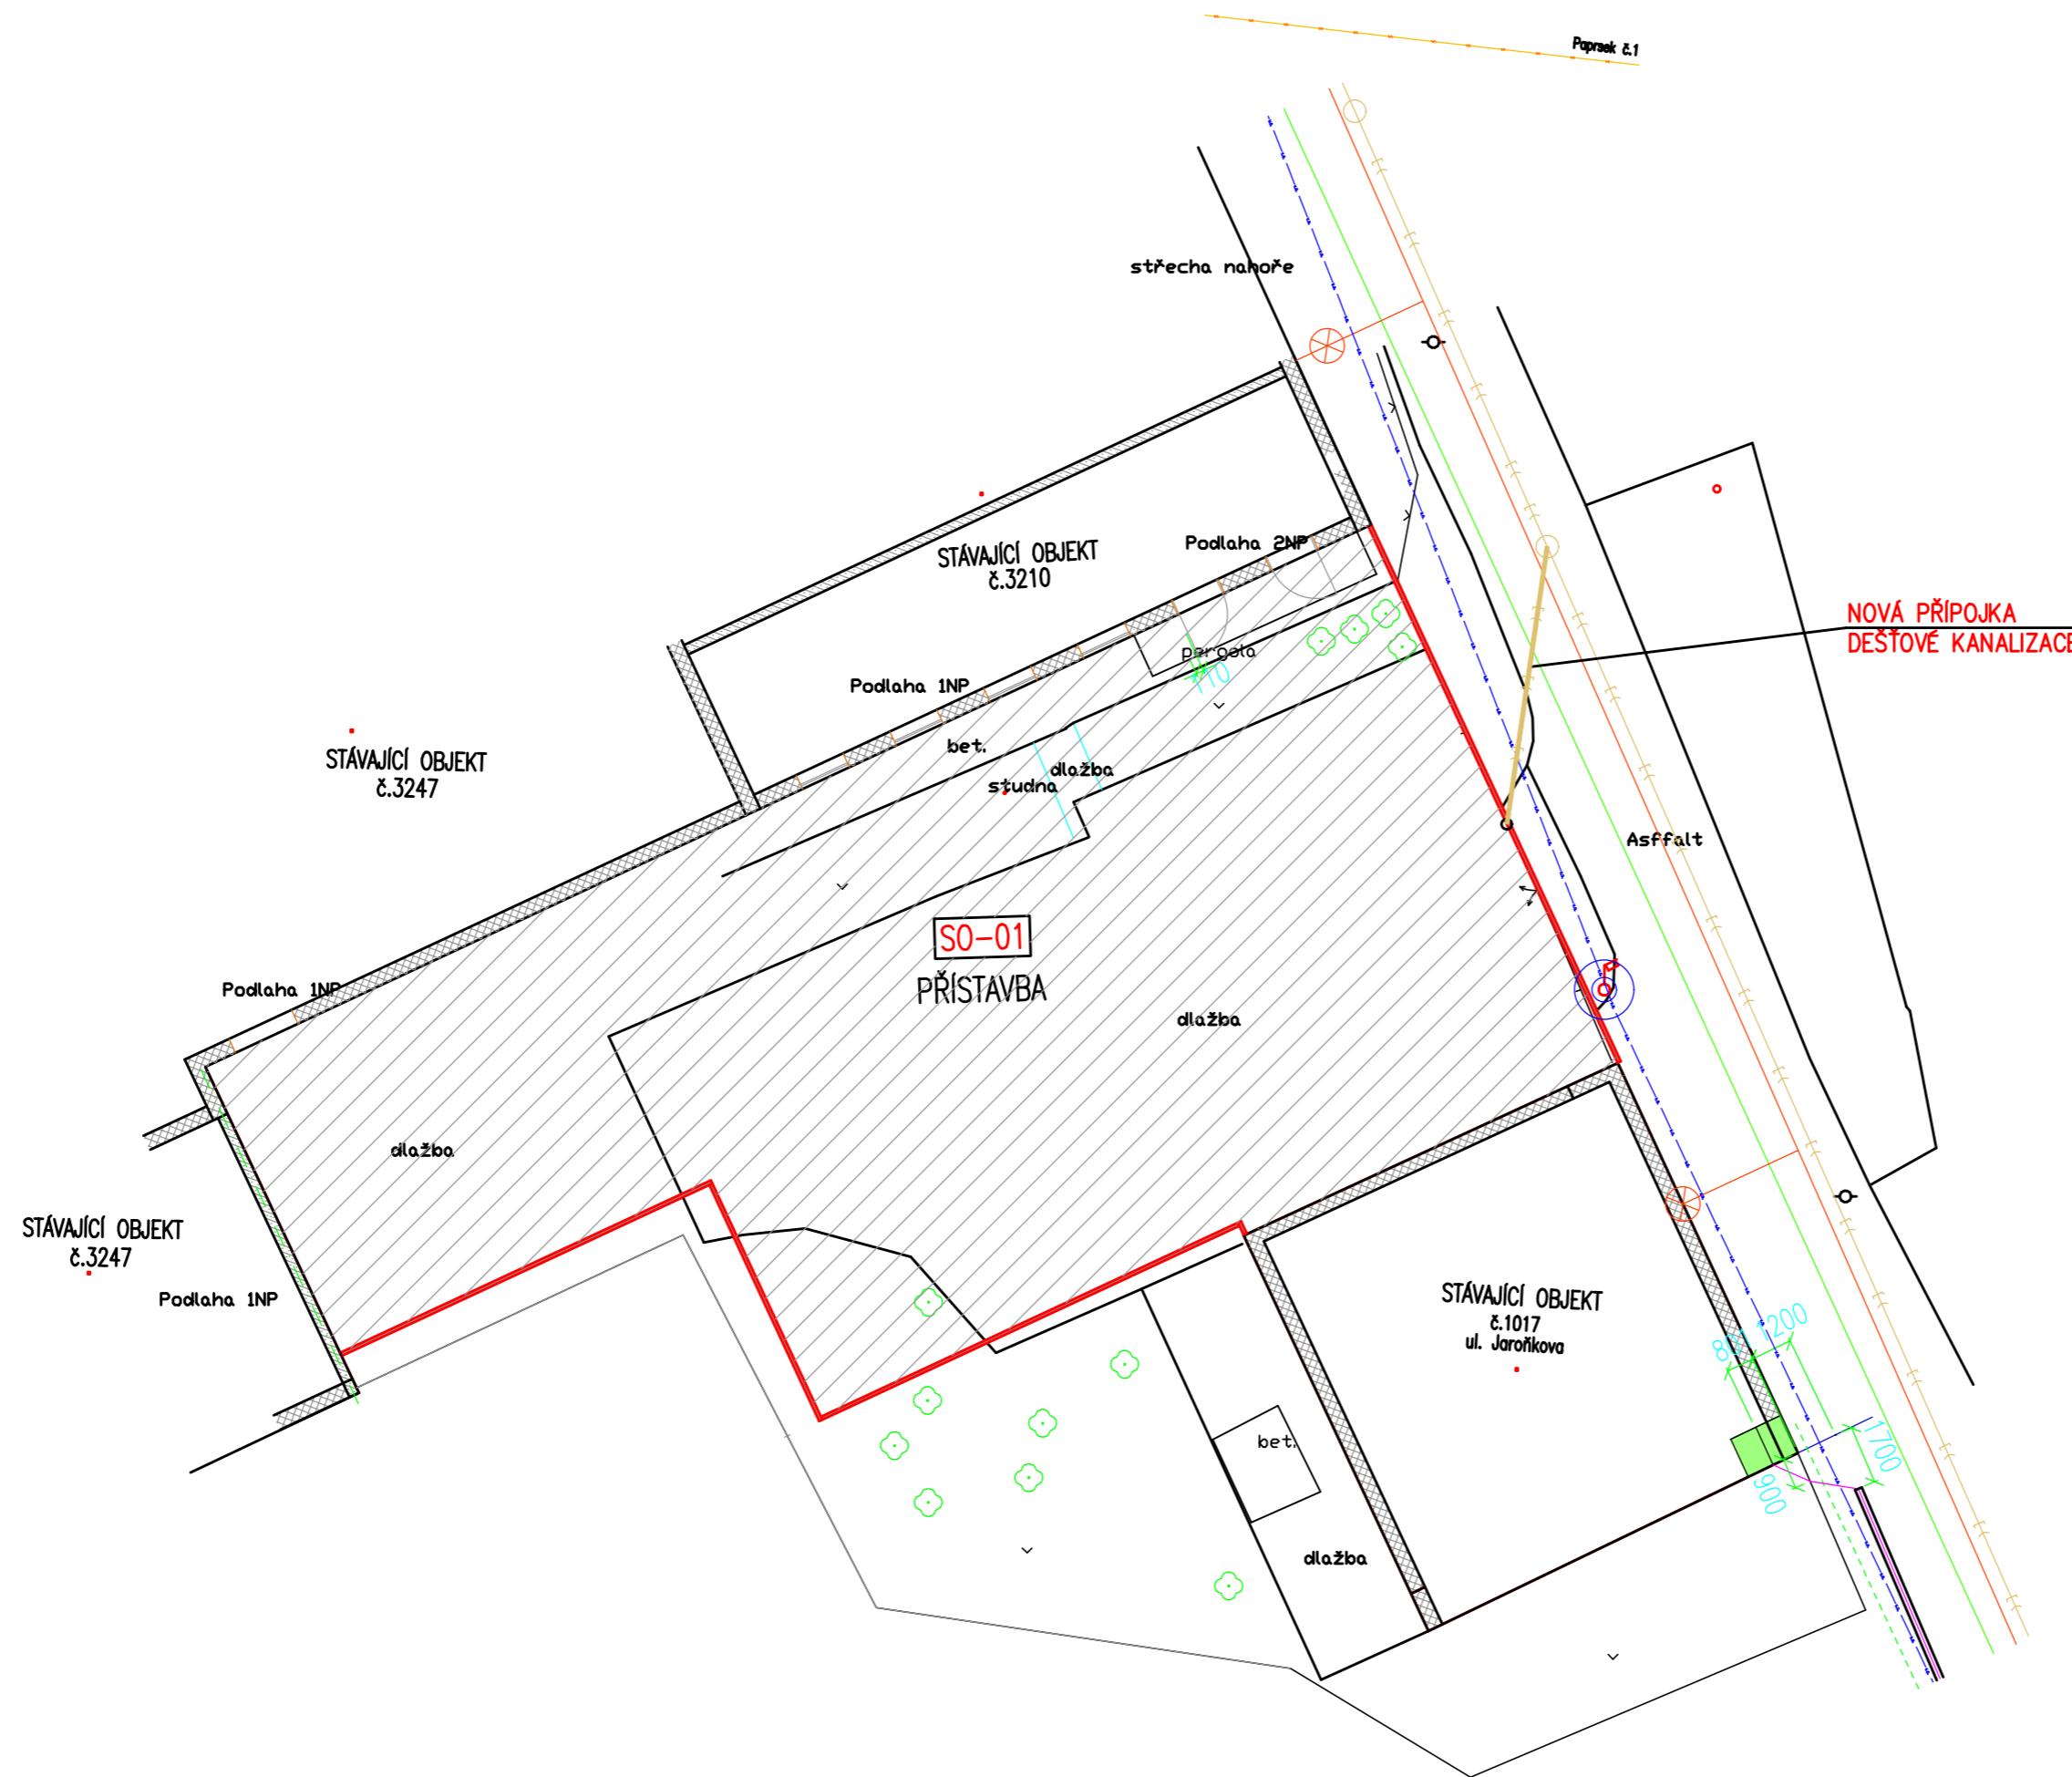 Paprsek č.1
střecha nahoře
STÁVAJÍCÍ OBJEKT
č.3210
Podlaha 2NP
NOVÁ PŘÍPOJKA
DEŠŤOVÉ KANALIZACE
pergola
110
Podlaha 1NP
bet.
dlažba
studna
STÁVAJÍCÍ OBJEKT
č.3247
Asffalt
SO-01
PŘÍSTAVBA
Podlaha 1NP
dlažba
dlažba
STÁVAJÍCÍ OBJEKT
č.3247
Podlaha 1NP
STÁVAJÍCÍ OBJEKT
č.1017
ul. Jaroňkova
1200
1700
900
bet.
dlažba